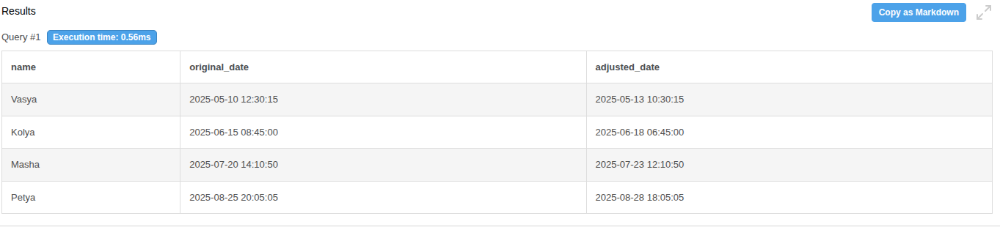 Results
Copy as Markdown
Query #1 Execution time: 0.56ms
name original_date adjusted_date
Vasya 2025-05-10 12:30:15 2025-05-13 10:30:15
Kolya 2025-06-15 08:45:00 2025-06-18 06:45:00
Masha 2025-07-20 14:10:50 2025-07-23 12:10:50
Petya 2025-08-25 20:05:05 2025-08-28 18:05:05